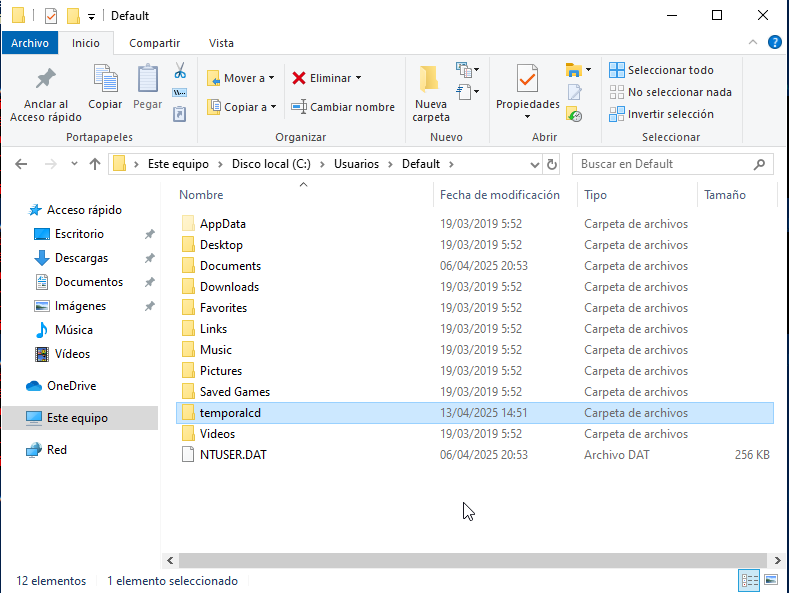 Default
Archivo Inicio Compartir Vista
Anclar al Acceso rápido
Copiar
Pegar
Portapapeles
Mover a
Copiar a
Eliminar
Cambiar nombre
Organizar
Nueva carpeta
Nuevo
Propiedades
Abrir
Seleccionar todo
No seleccionar nada
Invertir selección
Seleccionar
Este equipo > Disco local (C:) > Usuarios > Default >
Buscar en Default
Acceso rápido
Escritorio
Descargas
Documentos
Imágenes
Música
Vídeos
OneDrive
Este equipo
Red
Nombre Fecha de modificación Tipo Tamaño
AppData 19/03/2019 5:52 Carpeta de archivos
Desktop 19/03/2019 5:52 Carpeta de archivos
Documents 06/04/2025 20:53 Carpeta de archivos
Downloads 19/03/2019 5:52 Carpeta de archivos
Favorites 19/03/2019 5:52 Carpeta de archivos
Links 19/03/2019 5:52 Carpeta de archivos
Music 19/03/2019 5:52 Carpeta de archivos
Pictures 19/03/2019 5:52 Carpeta de archivos
Saved Games 19/03/2019 5:52 Carpeta de archivos
temporalcd 13/04/2025 14:51 Carpeta de archivos
Videos 19/03/2019 5:52 Carpeta de archivos
NTUSER.DAT 06/04/2025 20:53 Archivo DAT 256 KB
12 elementos 1 elemento seleccionado